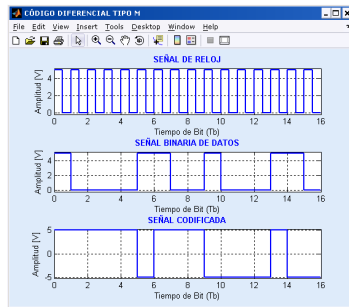 CÓDIGO DIFERENCIAL TIPO M
File Edit View Insert Tools Desktop Window Help
SEÑAL DE RELOJ
Amplitud [V]
4
2
0
0 2 4 6 8 10 12 14 16
Tiempo de Bit (Tb)
SEÑAL BINARIA DE DATOS
Amplitud [V]
4
2
0
0 2 4 6 8 10 12 14 16
Tiempo de Bit (Tb)
SEÑAL CODIFICADA
Amplitud [V]
5
0
-5
0 2 4 6 8 10 12 14 16
Tiempo de Bit (Tb)